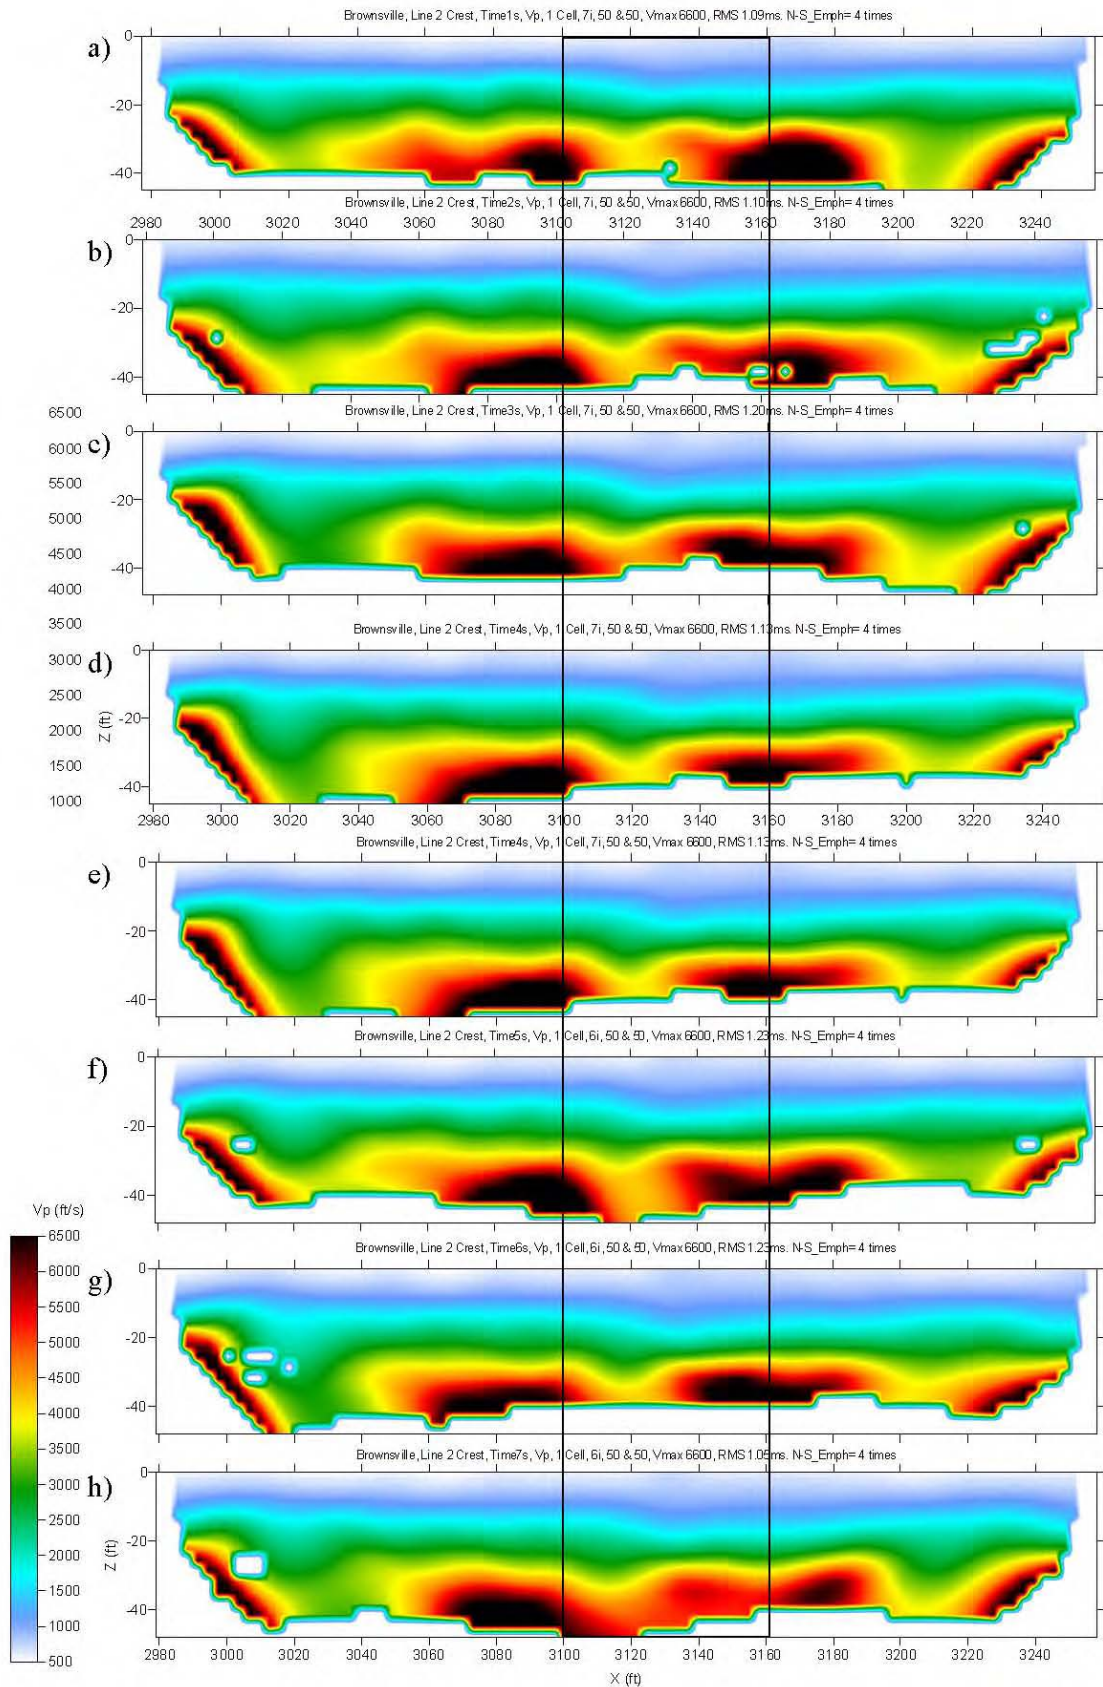 Brownsville, Line 2 Crest, Time1s, Vp, 1 Cell, 7i, 50 & 50, Vmax 6600, RMS 1.09ms. N-S_Emph= 4 times
a)
0
-20
-40
2980 3000 3020 3040 3060 3080 3100 3120 3140 3160 3180 3200 3220 3240
Brownsville, Line 2 Crest, Time2s, Vp, 1 Cell, 7i, 50 & 50, Vmax 6600, RMS 1.10ms. N-S_Emph= 4 times
b)
0
-20
-40
Brownsville, Line 2 Crest, Time3s, Vp, 1 Cell, 7i, 50 & 50, Vmax 6600, RMS 1.20ms. N-S_Emph= 4 times
c)
0
-20
-40
6500
6000
5500
5000
4500
4000
3500
3000
2500
2000
1500
1000
Brownsville, Line 2 Crest, Time4s, Vp, 1 Cell, 7i, 50 & 50, Vmax 6600, RMS 1.13ms. N-S_Emph= 4 times
d)
Z (ft)
0
-20
-40
2980 3000 3020 3040 3060 3080 3100 3120 3140 3160 3180 3200 3220 3240
Brownsville, Line 2 Crest, Time4s, Vp, 1 Cell, 7i, 50 & 50, Vmax 6600, RMS 1.13ms. N-S_Emph= 4 times
e)
0
-20
-40
Brownsville, Line 2 Crest, Time5s, Vp, 1 Cell, 6i, 50 & 50, Vmax 6600, RMS 1.23ms. N-S_Emph= 4 times
f)
0
-20
-40
Brownsville, Line 2 Crest, Time6s, Vp, 1 Cell, 6i, 50 & 50, Vmax 6600, RMS 1.23ms. N-S_Emph= 4 times
g)
0
-20
-40
Brownsville, Line 2 Crest, Time7s, Vp, 1 Cell, 6i, 50 & 50, Vmax 6600, RMS 1.05ms. N-S_Emph= 4 times
h)
Z (ft)
0
-20
-40
2980 3000 3020 3040 3060 3080 3100 3120 3140 3160 3180 3200 3220 3240
X (ft)
Vp (ft/s)
6500
6000
5500
5000
4500
4000
3500
3000
2500
2000
1500
1000
500